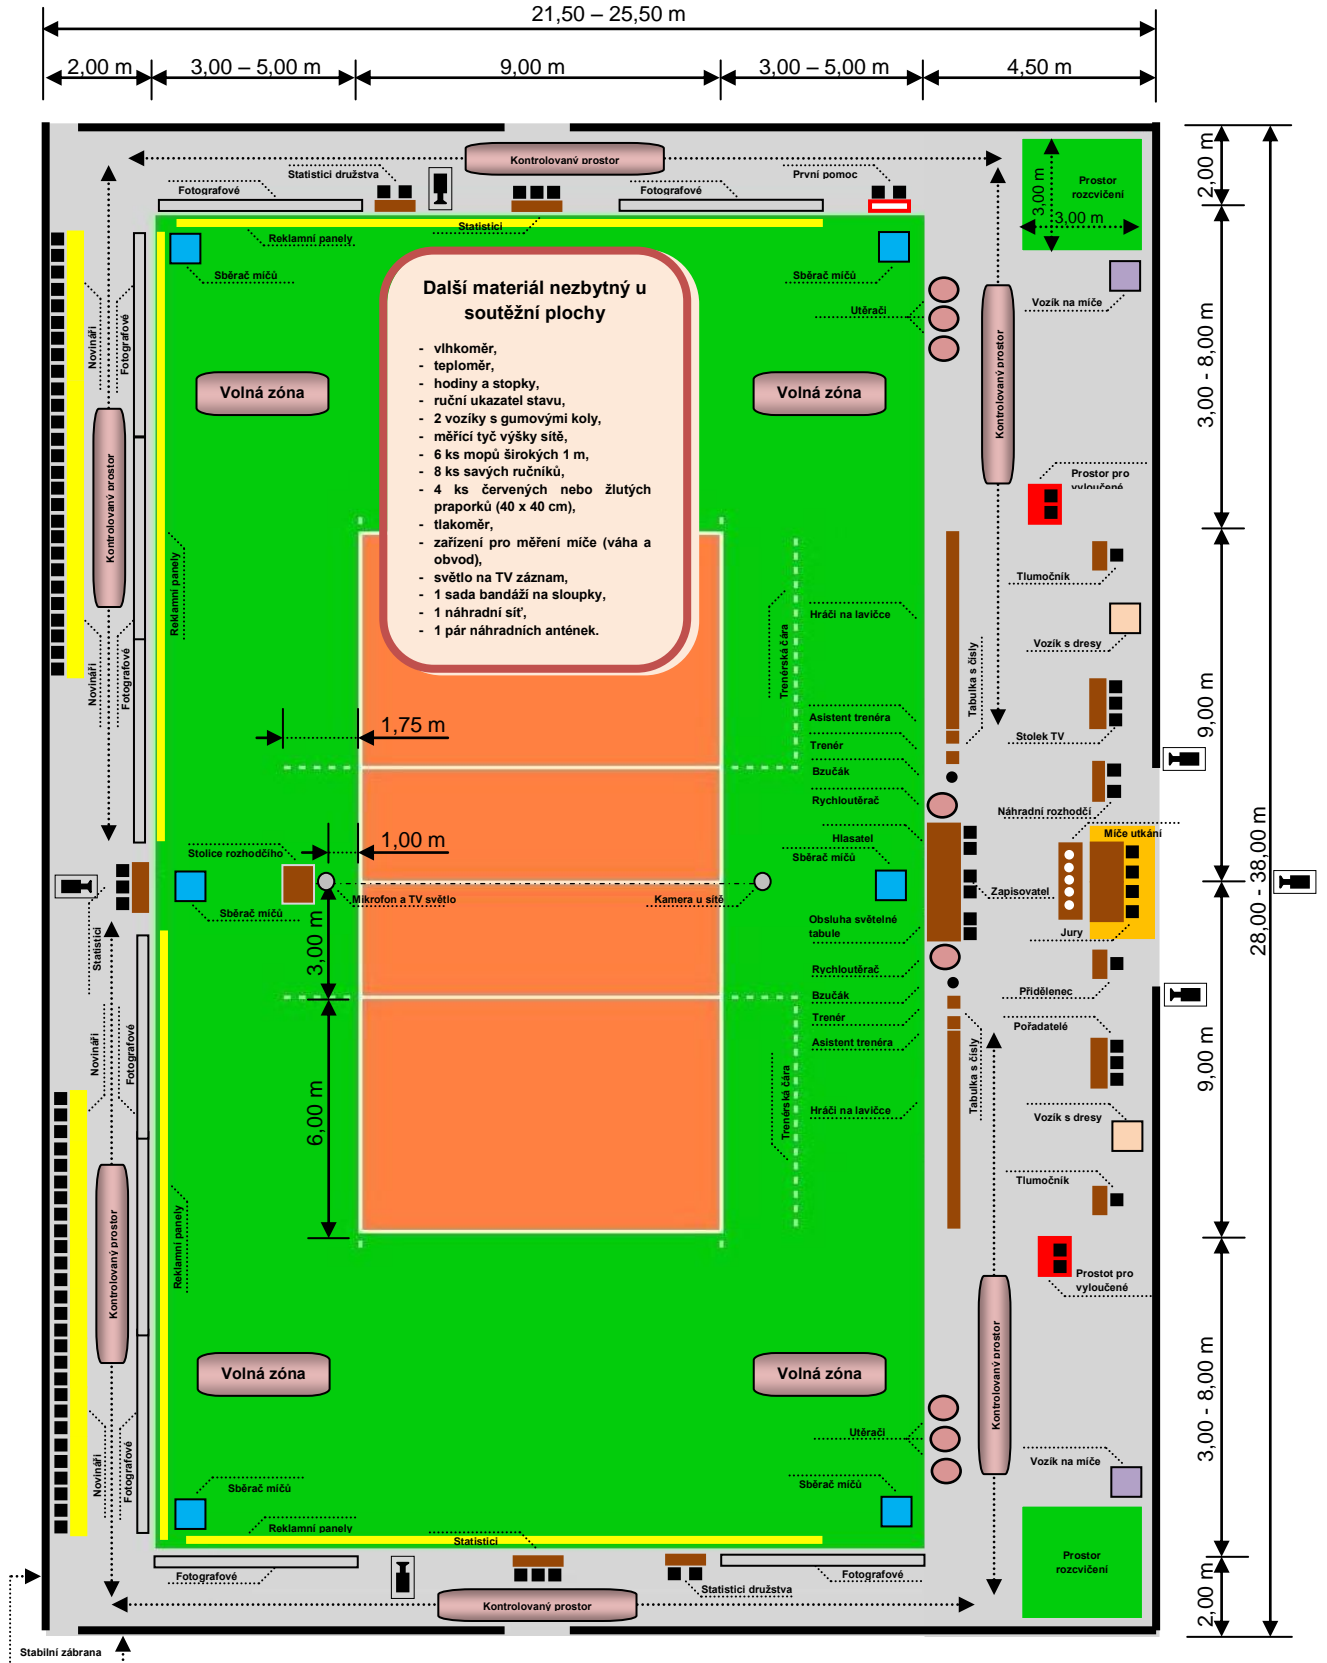 21,50 – 25,50 m
2,00 m
3,00 – 5,00 m
9,00 m
3,00 – 5,00 m
4,50 m
Kontrolovaný prostor
Statistici družstva
První pomoc
Fotografové
Fotografové
Statistici
Reklamní panely
Prostor
rozcvičení
3,00 m
3,00 m
2,00 m
Sběrač míčů
Sběrač míčů
Vozík na míče
Utěrači
Další materiál nezbytný u
soutěžní plochy
- vlhkoměr,
- teploměr,
- hodiny a stopky,
- ruční ukazatel stavu,
- 2 vozíky s gumovými koly,
- měřící tyč výšky sítě,
- 6 ks mopů širokých 1 m,
- 8 ks savých ručníků,
- 4 ks červených nebo žlutých
praporků (40 x 40 cm),
- tlakoměr,
- zařízení pro měření míče (váha a
obvod),
- světlo na TV záznam,
- 1 sada bandáží na sloupky,
- 1 náhradní síť,
- 1 pár náhradních antének.
Volná zóna
Volná zóna
Novináři
Fotografové
Kontrolovaný prostor
Kontrolovaný prostor
3,00 - 8,00 m
Reklamní panely
Novináři
Fotografové
Prostor pro
vyloučené
Tlumočník
Hráči na lavičce
Trenérská čára
Tabulka s čísly
Vozík s dresy
9,00 m
Asistent trenéra
Trenér
Bzučák
Rychloutěrač
Stolek TV
Náhradní rozhodčí
1,75 m
1,00 m
Stolice rozhodčího
Hlasatel
Sběrač míčů
Míče utkání
28,00 - 38,00 m
Mikrofon a TV světlo
Kamera u sítě
Zapisovatel
Sběrač míčů
Statistici
Obsluha světelné
tabule
Jury
3,00 m
Rychloutěrač
Bzučák
Trenér
Asistent trenéra
Přidělenec
Pořadatelé
Novináři
Fotografové
6,00 m
Trenérská čára
Hráči na lavičce
Tabulka s čísly
Vozík s dresy
9,00 m
Tlumočník
Kontrolovaný prostor
Reklamní panely
Prostot pro
vyloučené
Kontrolovaný prostor
Volná zóna
Volná zóna
3,00 - 8,00 m
Novináři
Fotografové
Utěrači
Vozík na míče
Sběrač míčů
Sběrač míčů
Reklamní panely
Statistici
Fotografové
Statistici družstva
Fotografové
Prostor
rozcvičení
2,00 m
Kontrolovaný prostor
Stabilní zábrana